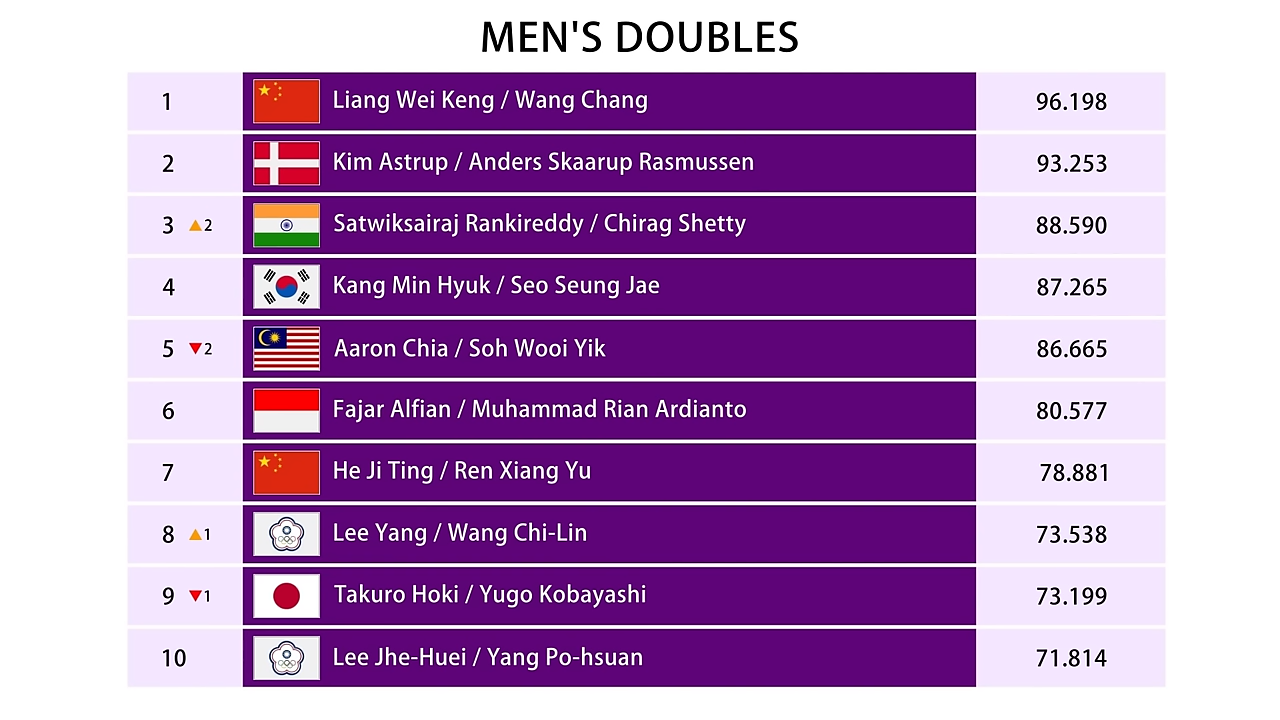 MEN'S DOUBLES
1 Liang Wei Keng / Wang Chang 96.198
2 Kim Astrup / Anders Skaarup Rasmussen 93.253
3 ▲2 Satwiksairaj Rankireddy / Chirag Shetty 88.590
4 Kang Min Hyuk / Seo Seung Jae 87.265
5 ▼2 Aaron Chia / Soh Wooi Yik 86.665
6 Fajar Alfian / Muhammad Rian Ardianto 80.577
7 He Ji Ting / Ren Xiang Yu 78.881
8 ▲1 Lee Yang / Wang Chi-Lin 73.538
9 ▼1 Takuro Hoki / Yugo Kobayashi 73.199
10 Lee Jhe-Huei / Yang Po-hsuan 71.814